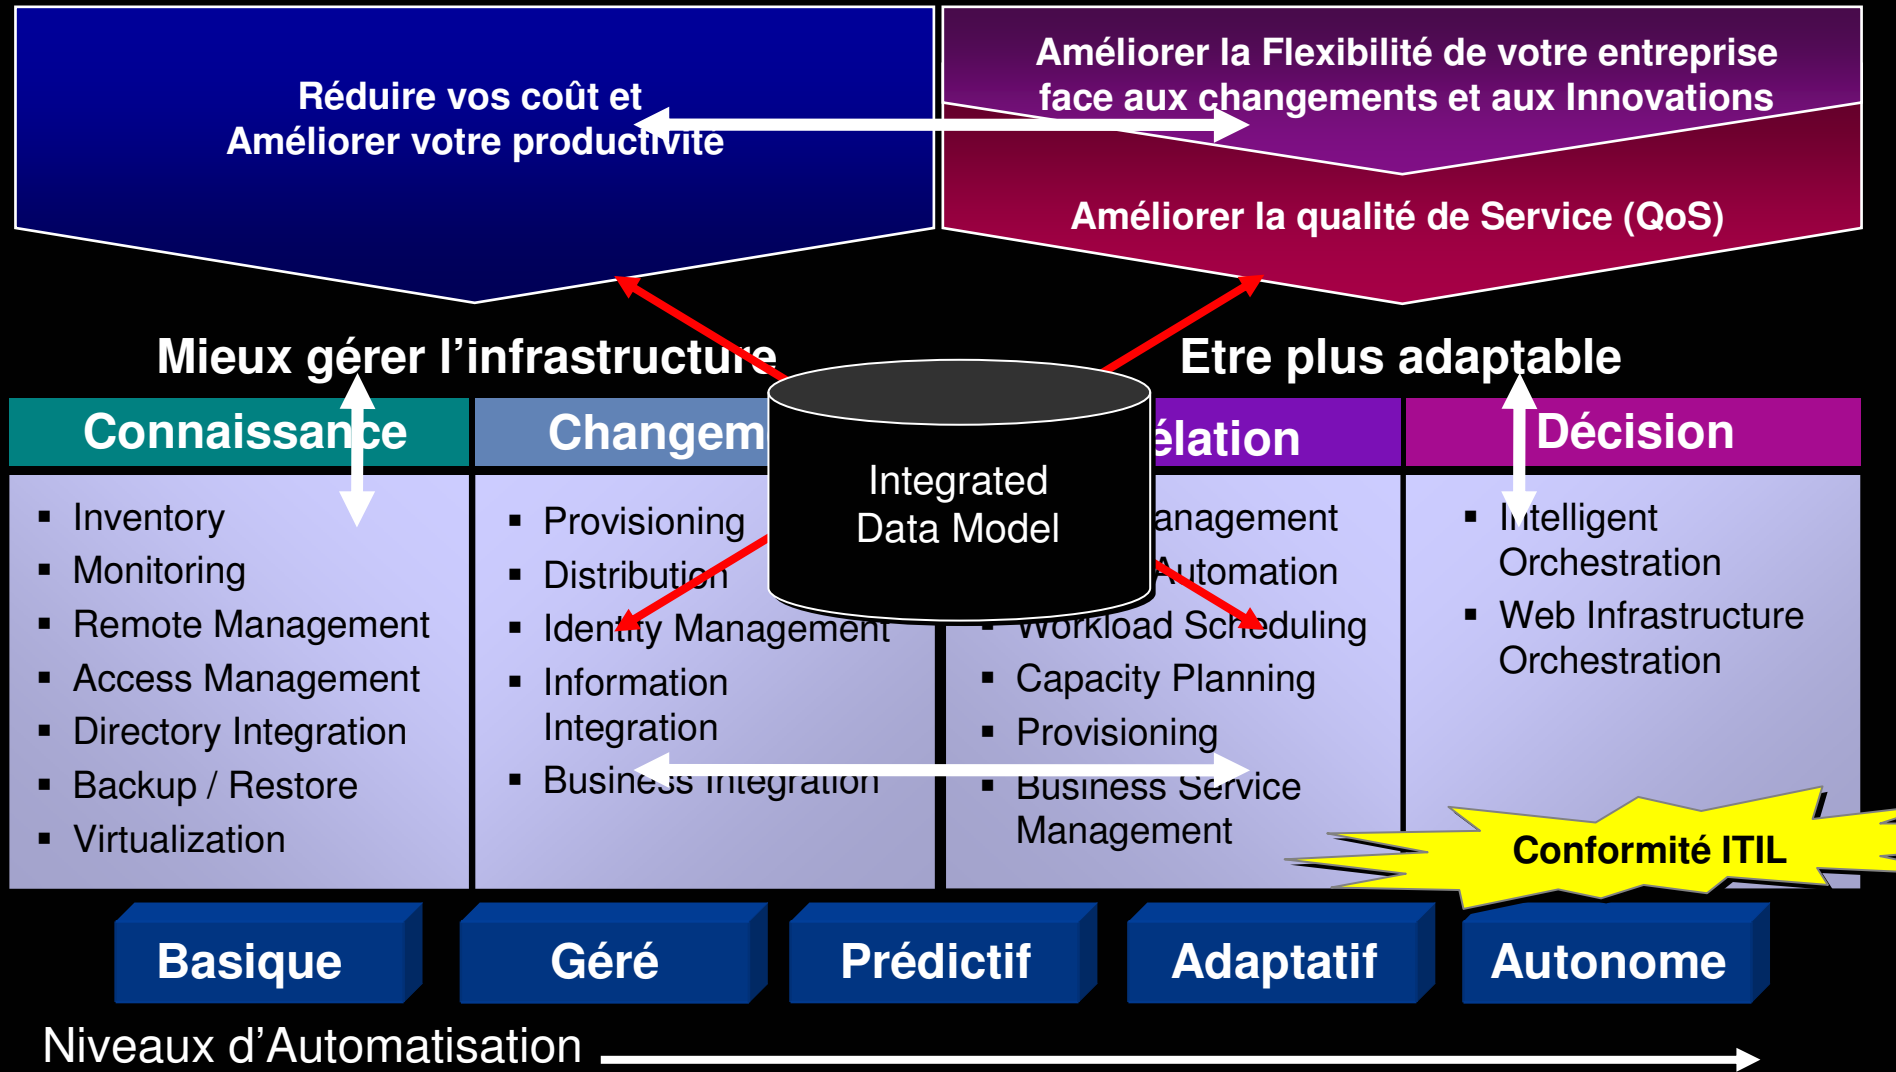 Réduire vos coût et
Améliorer votre productivité
Améliorer la Flexibilité de votre entreprise
face aux changements et aux Innovations
Améliorer la qualité de Service (QoS)
Mieux gérer l’infrastructure
Etre plus adaptable
Connaissance
Décision
Integrated
Data Model
▪ Inventory
▪ Monitoring
▪ Remote Management
▪ Access Management
▪ Directory Integration
▪ Backup / Restore
▪ Virtualization
▪ Provisioning
▪ Distribution
▪ Identity Management
▪ Information
Integration
▪ Business Integration
Automation
▪ Workload Scheduling
▪ Capacity Planning
▪ Provisioning
▪ Business Service
Management
▪ Intelligent
Orchestration
▪ Web Infrastructure
Orchestration
Conformité ITIL
Basique
Géré
Prédictif
Adaptatif
Autonome
Niveaux d’Automatisation